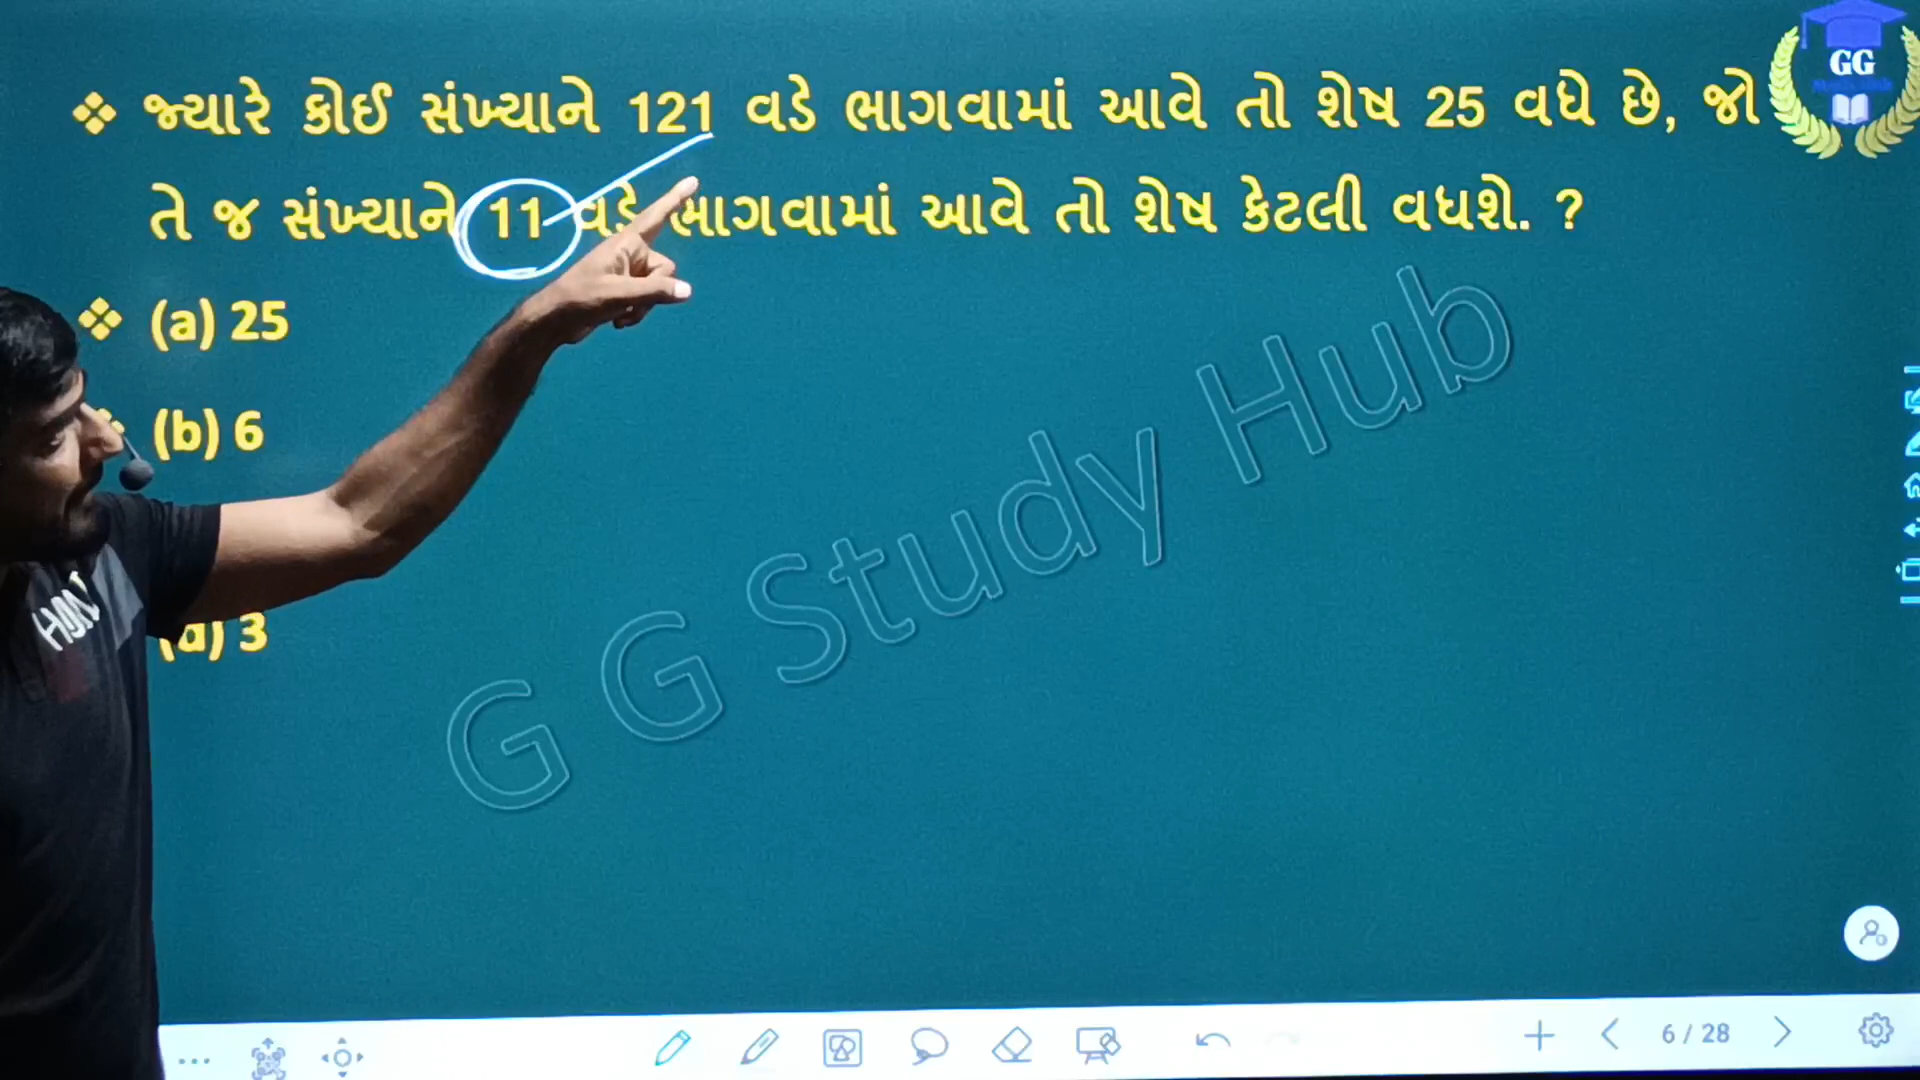 ❖ જ્યારે કોઈ સંખ્યાને 121 વડે ભાગવામાં આવે તો શેષ 25 વધે છે, જો
તે જ સંખ્યાને 11 વડે ભાગવામાં આવે તો શેષ કેટલી વધશે. ?
❖ (a) 25
(b) 6
(d) 3
G G Study Hub
GG
HON
6 / 28